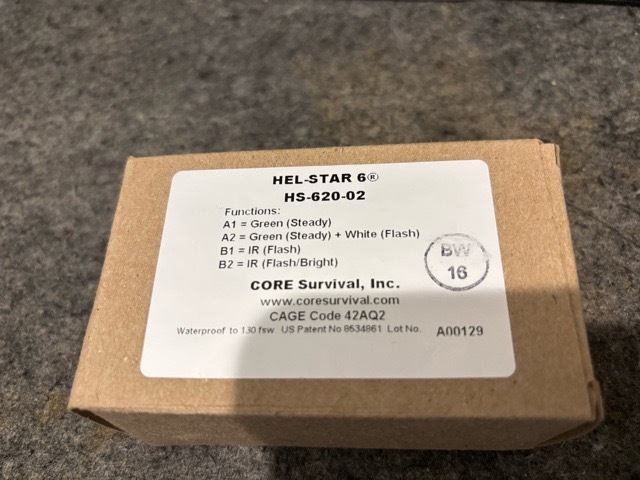 HEL-STAR 6®
HS-620-02
Functions:
A1 = Green (Steady)
A2 = Green (Steady) + White (Flash)
B1 = IR (Flash)
B2 = IR (Flash/Bright)
BW
16
CORE Survival, Inc.
www.coresurvival.com
CAGE Code 42AQ2
Waterproof to 130 fsw US Patent No 8534861 Lot No. A00129